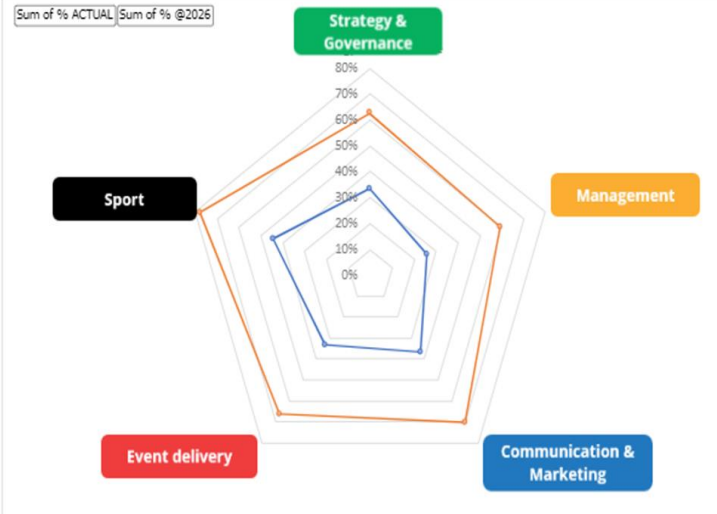 Sum of % ACTUAL Sum of % @2026
Strategy &
Governance
80%
70%
60%
50%
40%
30%
20%
10%
0%
Sport
Management
Event delivery
Communication &
Marketing